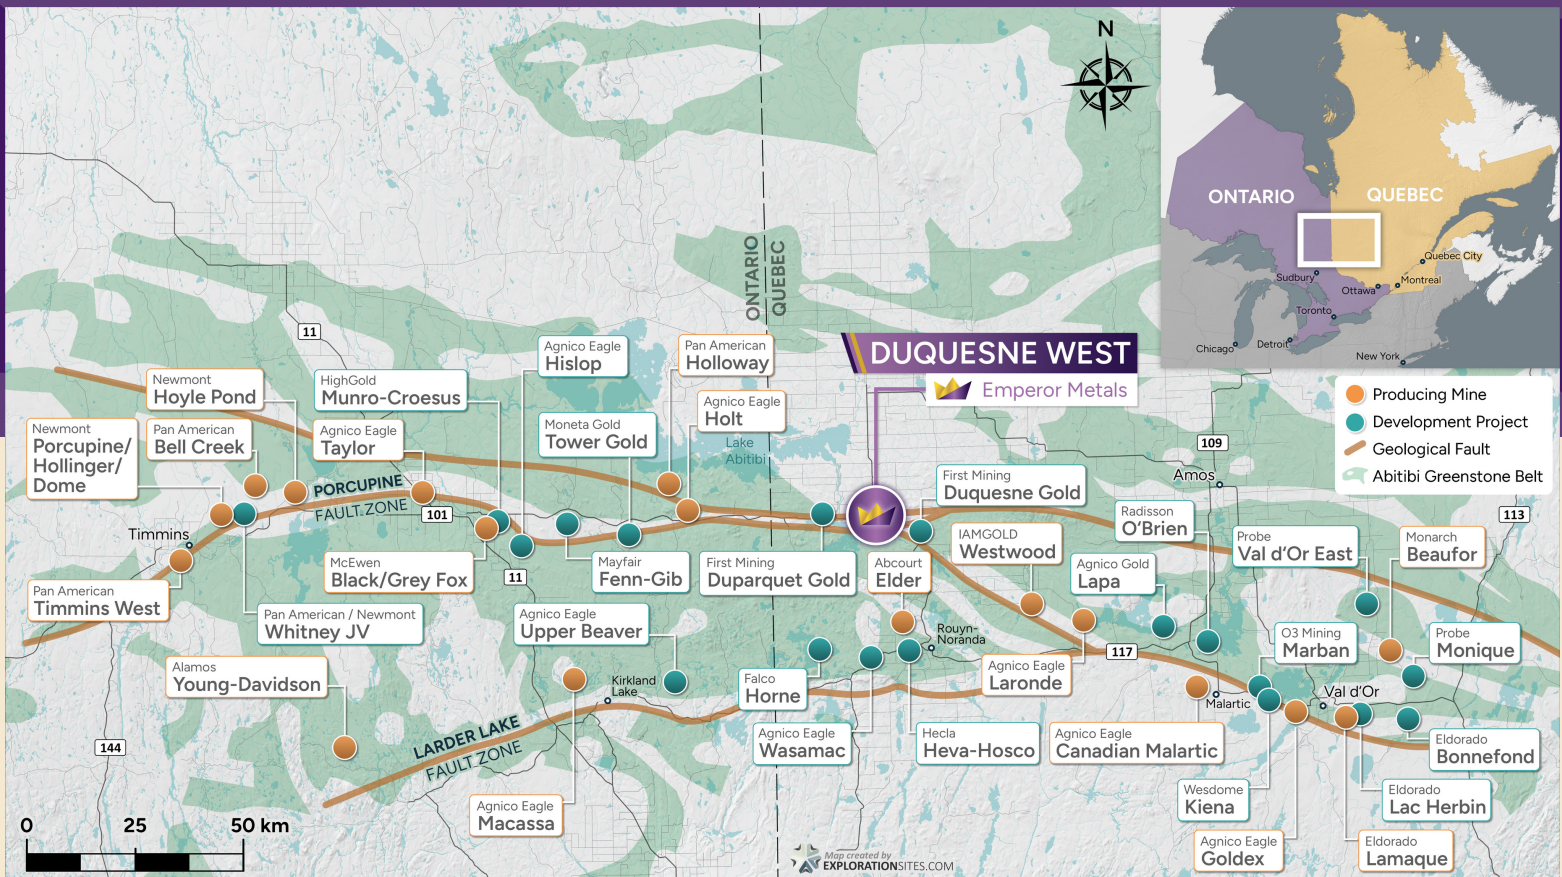 N
ONTARIO
QUEBEC
Quebec City
Sudbury
Ottawa
Montreal
Toronto
Chicago
Detroit
New York
ONTARIO
QUEBEC
11
DUQUESNE WEST
Emperor Metals
Producing Mine
Development Project
Geological Fault
Abitibi Greenstone Belt
Agnico Eagle
Hislop
Pan American
Holloway
Newmont
Hoyle Pond
HighGold
Munro-Croesus
Agnico Eagle
Holt
Newmont
Porcupine/
Hollinger/
Dome
Pan American
Bell Creek
Agnico Eagle
Taylor
Moneta Gold
Tower Gold
Lake
Abitibi
109
Amos
First Mining
Duquesne Gold
PORCUPINE
FAULT ZONE
101
Radisson
O'Brien
113
Timmins
IAMGOLD
Westwood
Probe
Val d'Or East
Monarch
Beaufor
McEwen
Black/Grey Fox
11
Mayfair
Fenn-Gib
First Mining
Duparquet Gold
Abcourt
Elder
Agnico Gold
Lapa
Pan American
Timmins West
Pan American / Newmont
Whitney JV
Agnico Eagle
Upper Beaver
Rouyn-
Noranda
O3 Mining
Marban
Probe
Monique
117
Alamos
Young-Davidson
Kirkland
Lake
Falco
Horne
Agnico Eagle
Laronde
Malartic
Val d'Or
LARDER LAKE
FAULT ZONE
144
Agnico Eagle
Wasamac
Hecla
Heva-Hosco
Agnico Eagle
Canadian Malartic
Eldorado
Bonnefond
Wesdome
Kiena
Eldorado
Lac Herbin
Agnico Eagle
Macassa
Agnico Eagle
Goldex
Eldorado
Lamaque
0 25 50 km
Map created by
EXPLORATIONSITES.COM